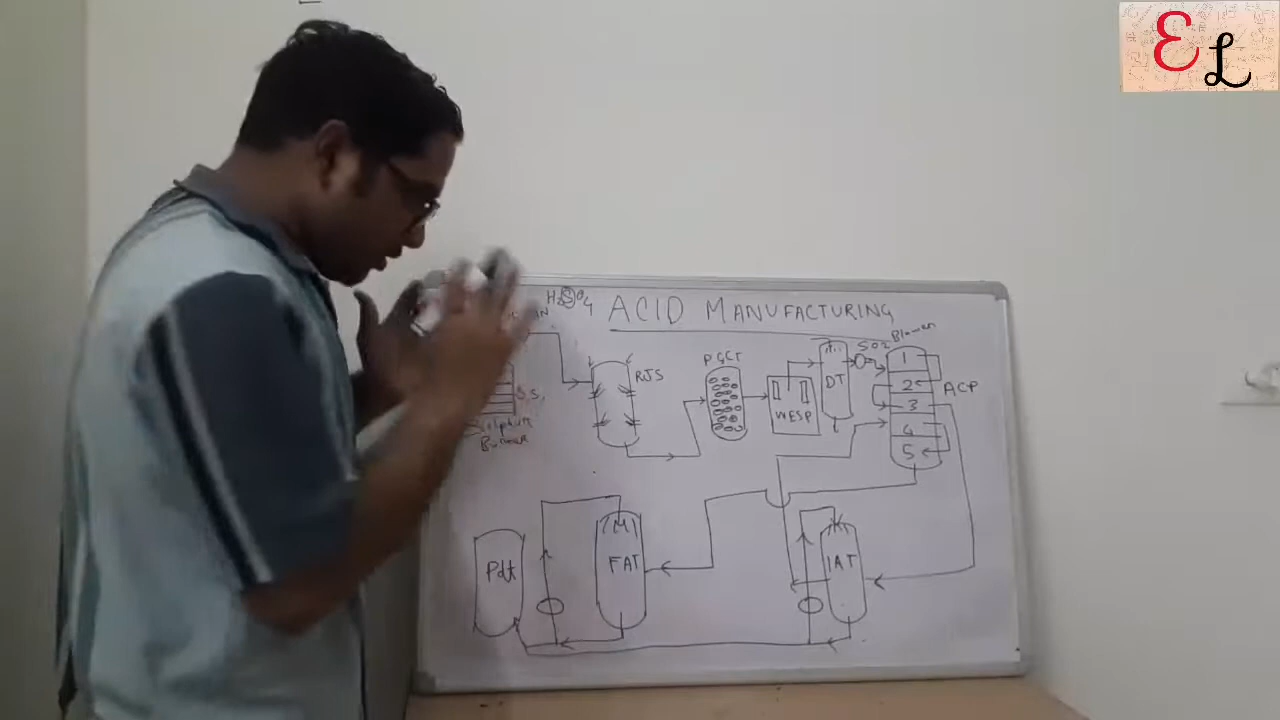 EL
H2SO4 ACID MANUFACTURING
Blower
SO2
PGCT
RJS
DT
WESP
1
2
3
4
5
ACP
S.S.
Sulphur
Burner
Pdt
FAT
IAT